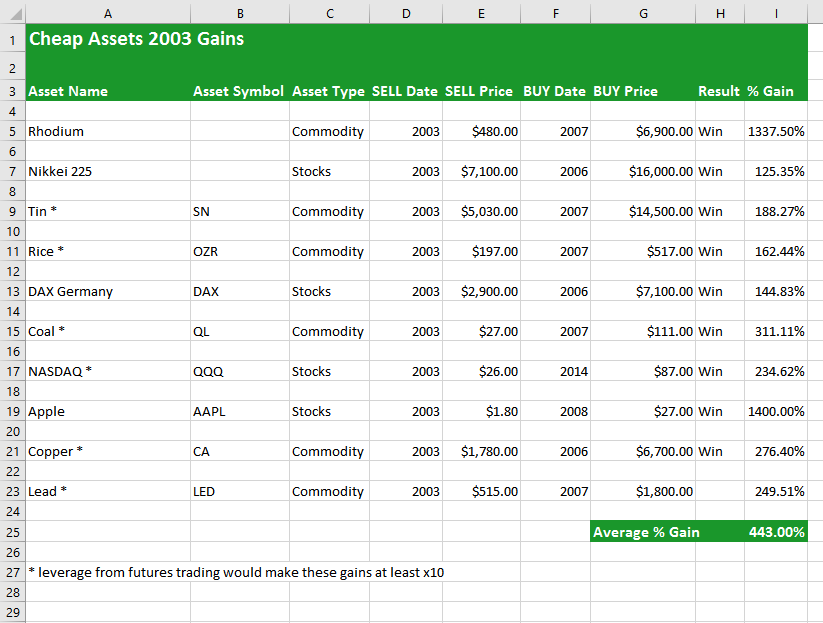 A B C D E F G H I
1 Cheap Assets 2003 Gains
2
3 Asset Name Asset Symbol Asset Type SELL Date SELL Price BUY Date BUY Price Result % Gain
4
5 Rhodium Commodity 2003 $480.00 2007 $6,900.00 Win 1337.50%
6
7 Nikkei 225 Stocks 2003 $7,100.00 2006 $16,000.00 Win 125.35%
8
9 Tin * SN Commodity 2003 $5,030.00 2007 $14,500.00 Win 188.27%
10
11 Rice * OZR Commodity 2003 $197.00 2007 $517.00 Win 162.44%
12
13 DAX Germany DAX Stocks 2003 $2,900.00 2006 $7,100.00 Win 144.83%
14
15 Coal * QL Commodity 2003 $27.00 2007 $111.00 Win 311.11%
16
17 NASDAQ * QQQ Stocks 2003 $26.00 2014 $87.00 Win 234.62%
18
19 Apple AAPL Stocks 2003 $1.80 2008 $27.00 Win 1400.00%
20
21 Copper * CA Commodity 2003 $1,780.00 2006 $6,700.00 Win 276.40%
22
23 Lead * LED Commodity 2003 $515.00 2007 $1,800.00 249.51%
24
25 Average % Gain 443.00%
26
27 * leverage from futures trading would make these gains at least x10
28
29